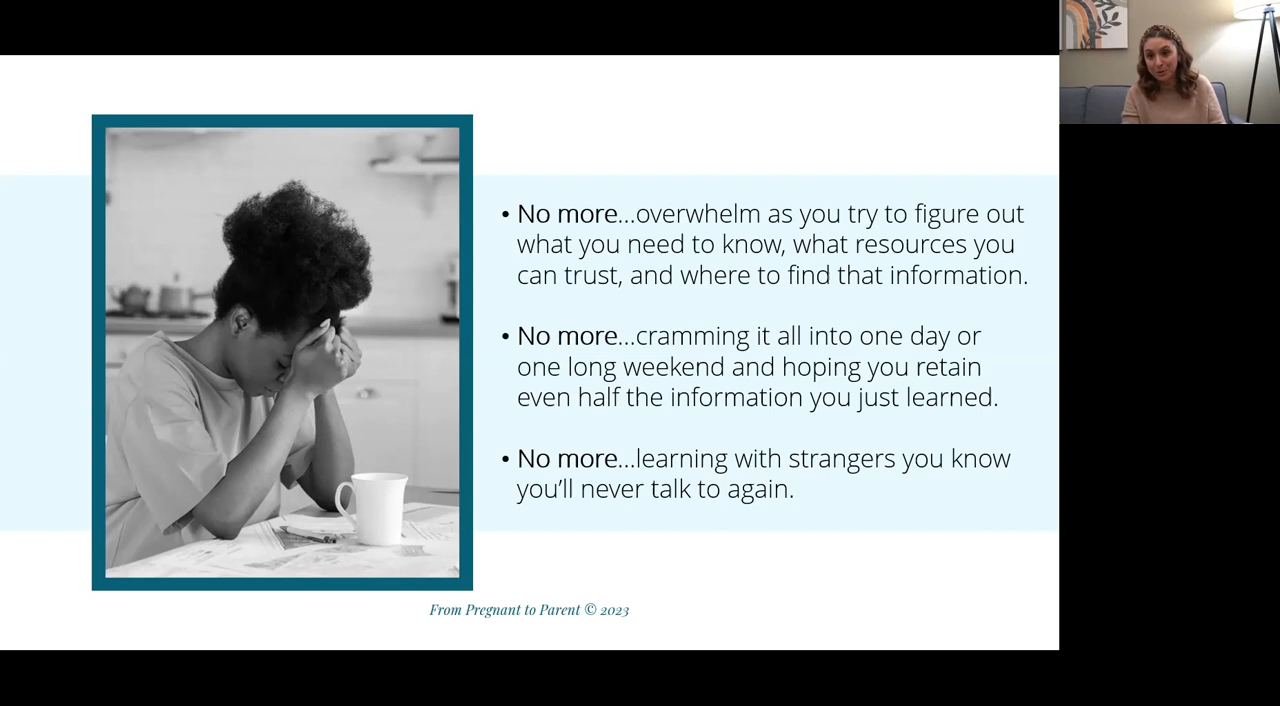 • No more...overwhelm as you try to figure out
what you need to know, what resources you
can trust, and where to find that information.
• No more...cramming it all into one day or
one long weekend and hoping you retain
even half the information you just learned.
• No more...learning with strangers you know
you'll never talk to again.
From Pregnant to Parent © 2023